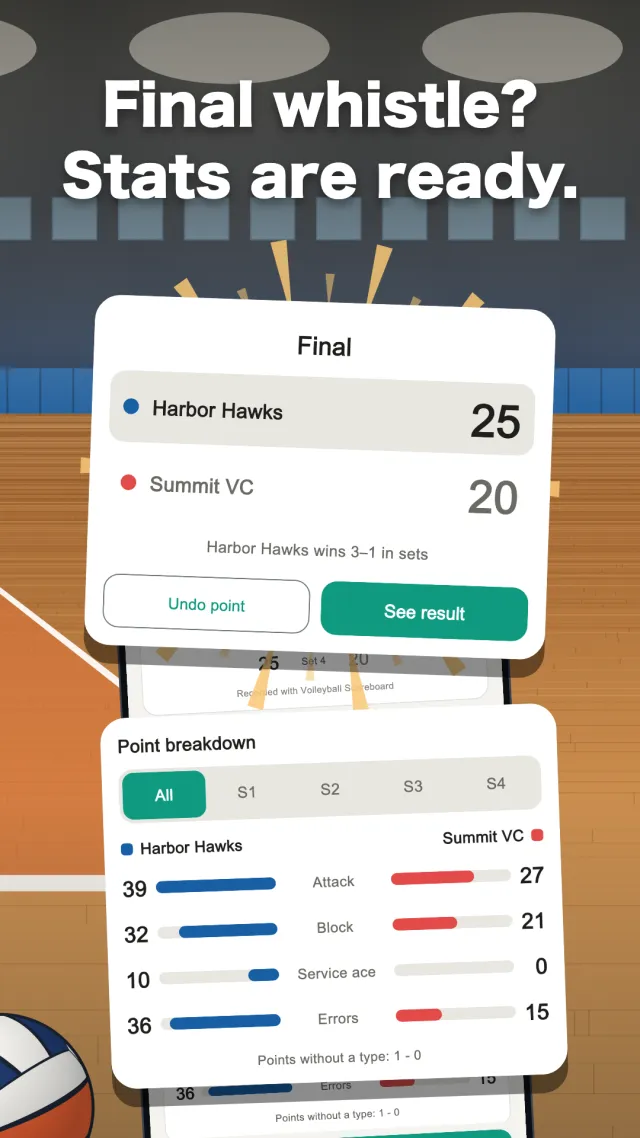 Final whistle?
Stats are ready.
Final
Harbor Hawks 25
Summit VC 20
Harbor Hawks wins 3–1 in sets
Undo point See result
25 Set 4 20
Recorded with Volleyball Scoreboard
Point breakdown
All S1 S2 S3 S4
Harbor Hawks Summit VC
39 Attack 27
32 Block 21
10 Service ace 0
36 Errors 15
Points without a type: 1 - 0
36 Errors 15
Points without a type: 1 - 0